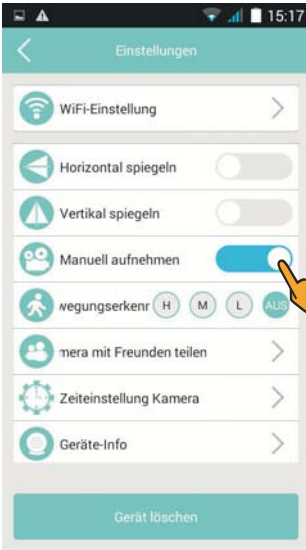 15:17
Einstellungen
WiFi-Einstellung
Horizontal spiegeln
Vertikal spiegeln
Manuell aufnehmen
wegungserkenr H M L AUS
mera mit Freunden teilen
Zeiteinstellung Kamera
Geräte-Info
Gerät löschen